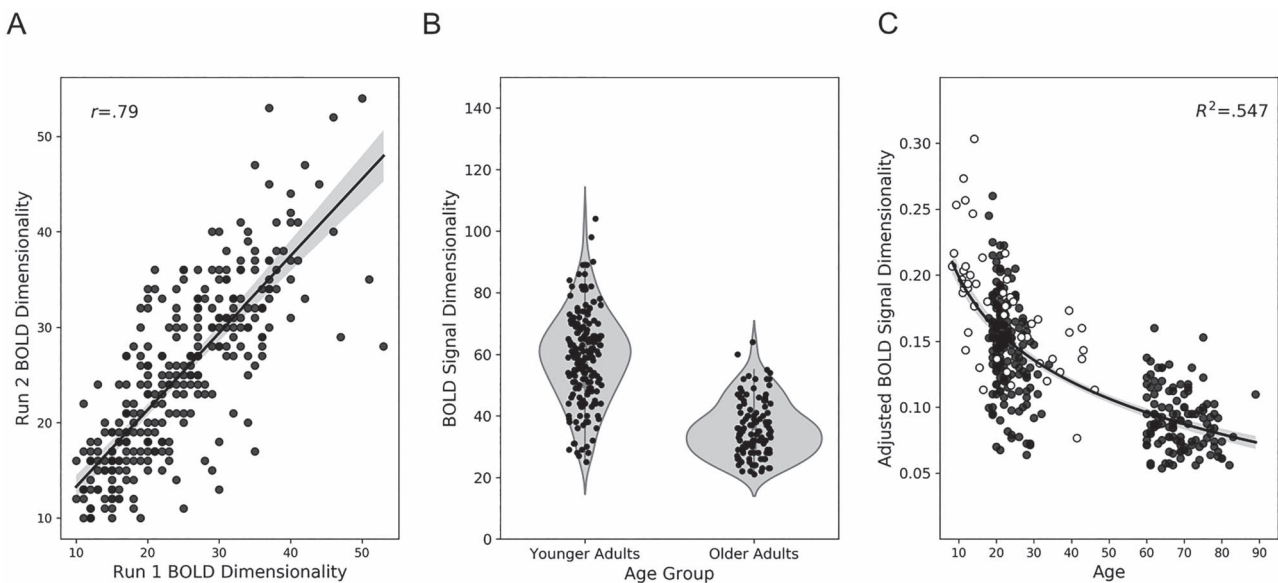 A
r=.79
Run 2 BOLD Dimensionality
50
40
30
20
10
10 20 30 40 50
Run 1 BOLD Dimensionality
B
BOLD Signal Dimensionality
140
120
100
80
60
40
20
0
Younger Adults Older Adults
Age Group
C
R²=.547
Adjusted BOLD Signal Dimensionality
0.30
0.25
0.20
0.15
0.10
0.05
10 20 30 40 50 60 70 80 90
Age